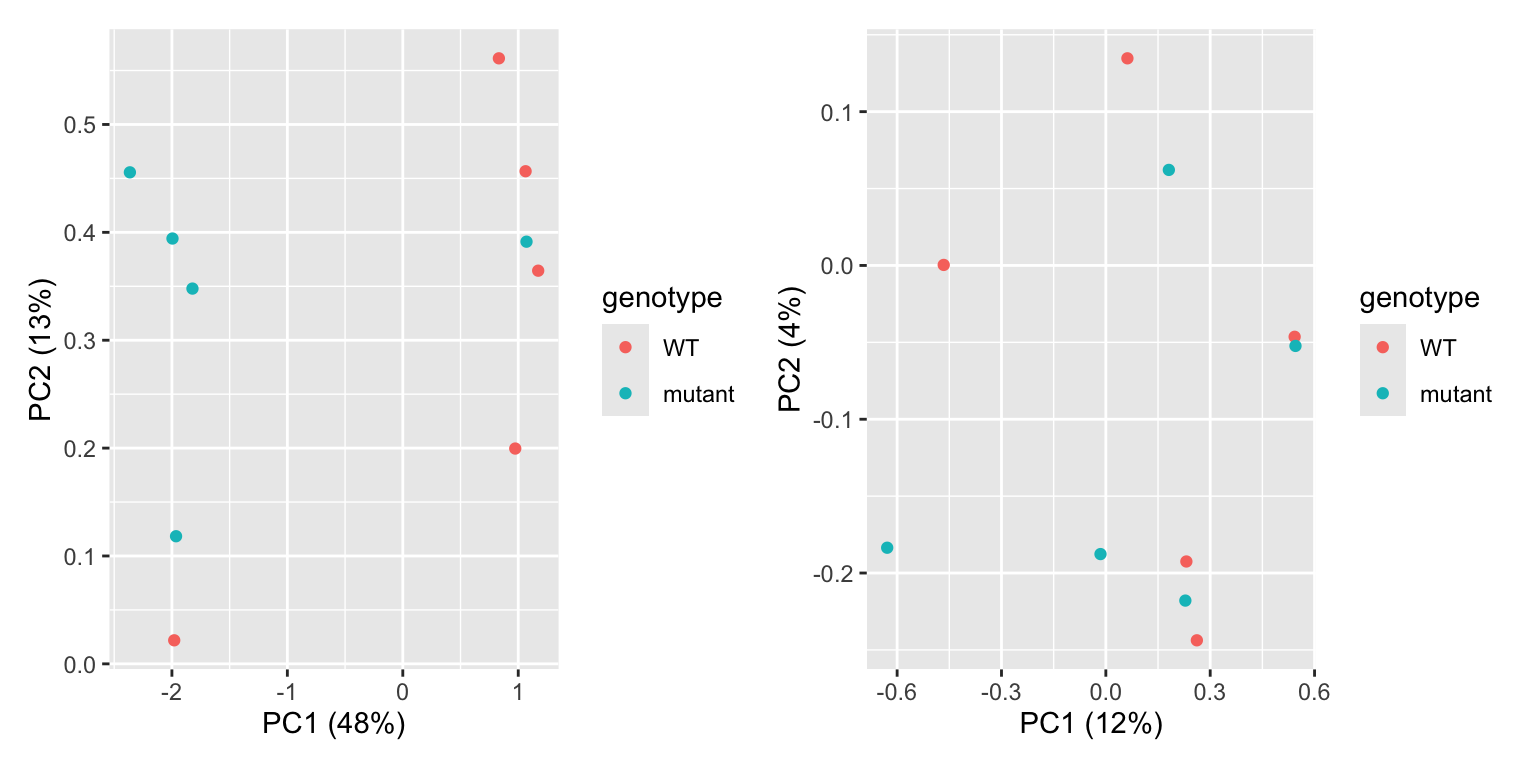 0.5
0.4
0.3
0.2
0.1
0.0
PC2 (13%)
-2 -1 0 1
PC1 (48%)
genotype
WT
mutant
0.1
0.0
-0.1
-0.2
PC2 (4%)
-0.6 -0.3 0.0 0.3 0.6
PC1 (12%)
genotype
WT
mutant